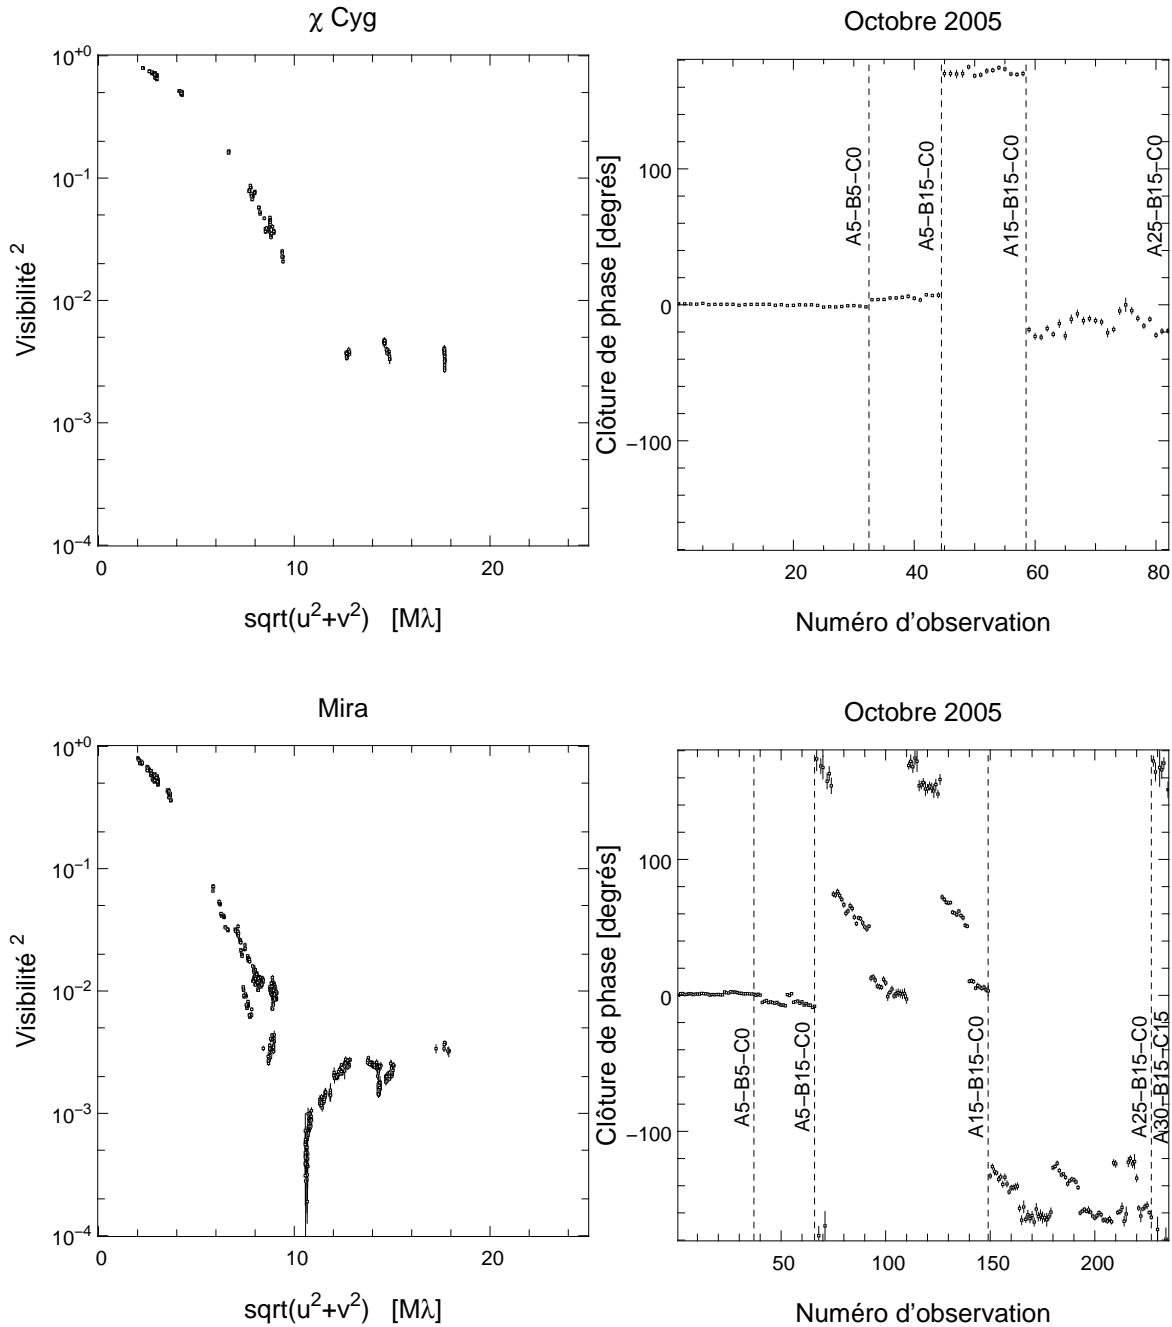 χ Cyg
Octobre 2005
10+0
10−1
10−2
10−3
10−4
Visibilité 2
0
10
20
sqrt(u2+v2) [Mλ]
100
0
−100
Clôture de phase [degrés]
A5−B5−C0
A5−B15−C0
A15−B15−C0
A25−B15−C0
20
40
60
80
Numéro d'observation
Mira
Octobre 2005
10+0
10−1
10−2
10−3
10−4
Visibilité 2
0
10
20
sqrt(u2+v2) [Mλ]
100
0
−100
Clôture de phase [degrés]
A5−B5−C0
A5−B15−C0
A15−B15−C0
A25−B15−C0
A30−B15−C15
50
100
150
200
Numéro d'observation